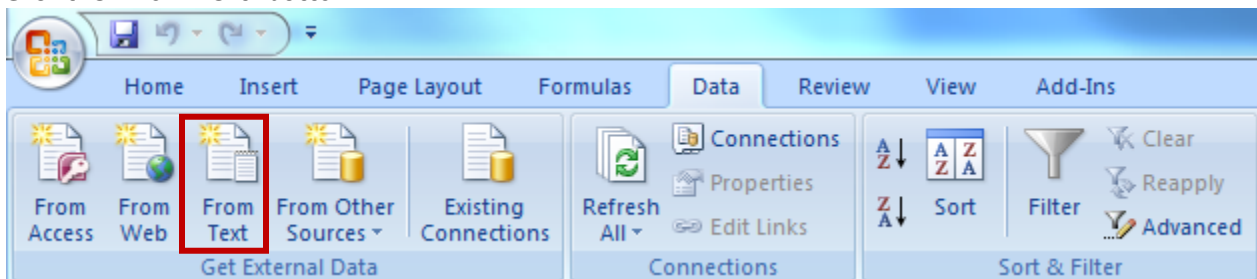 Home Insert Page Layout Formulas Data Review View Add-Ins
From Access
From Web
From Text
From Other Sources
Existing Connections
Get External Data
Refresh All
Connections
Properties
Edit Links
Connections
A Z
Z A
A Z
Z A
Sort
Filter
Clear
Reapply
Advanced
Sort & Filter